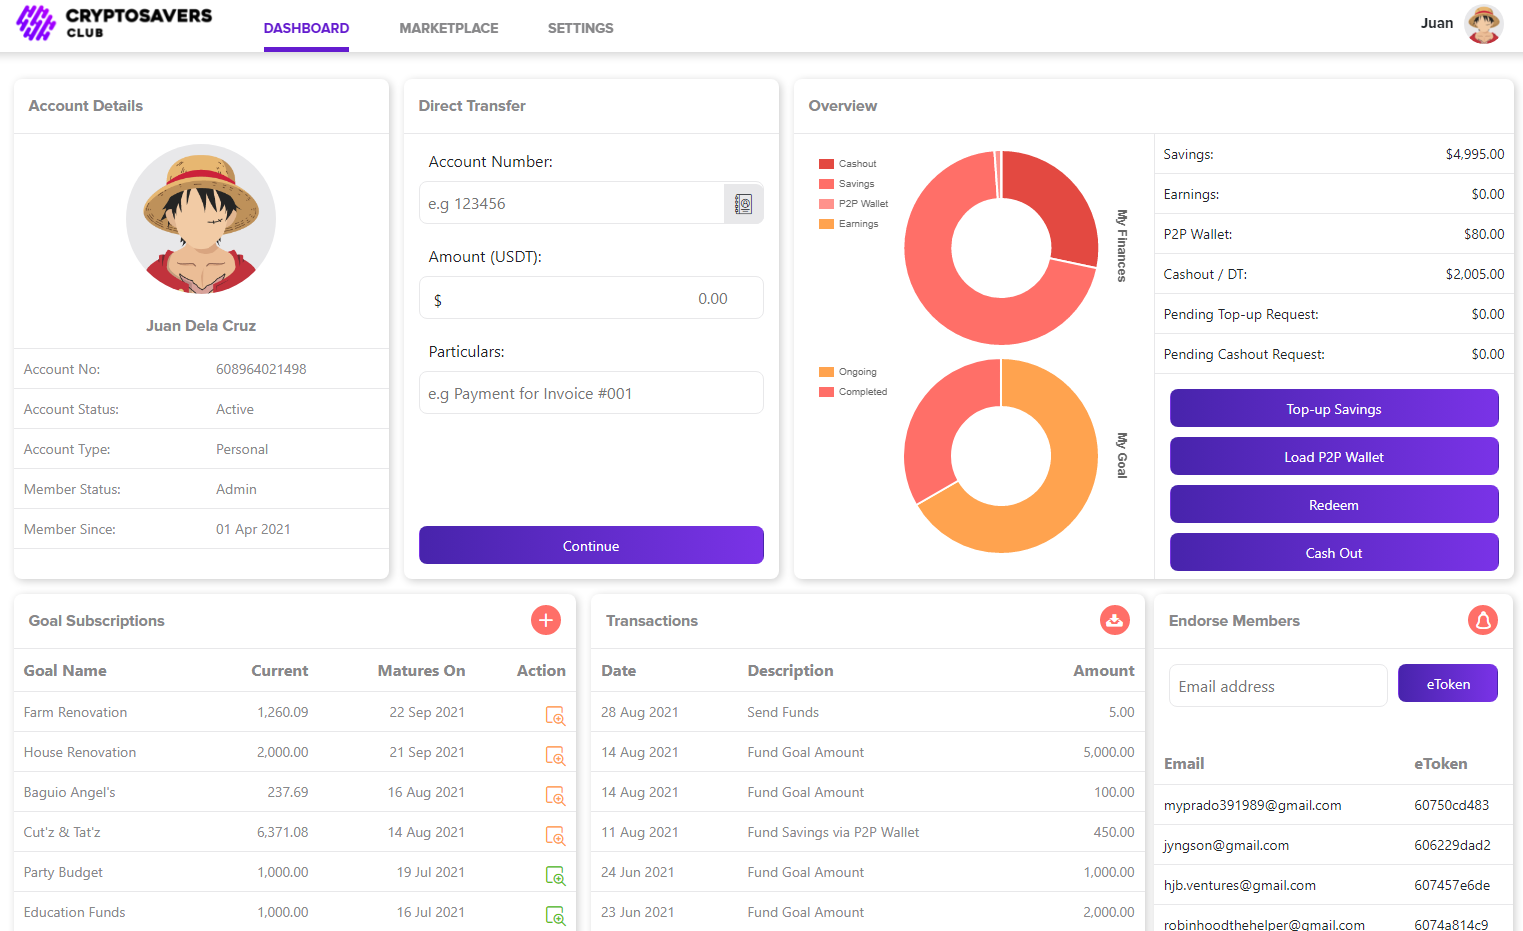 CRYPTOSAVERS
CLUB
DASHBOARD
MARKETPLACE
SETTINGS
Juan
Account Details
Juan Dela Cruz
Account No: 608964021498
Account Status: Active
Account Type: Personal
Member Status: Admin
Member Since: 01 Apr 2021
Direct Transfer
Account Number:
e.g 123456
Amount (USDT):
$ 0.00
Particulars:
e.g Payment for Invoice #001
Continue
Overview
Cashout
Savings
P2P Wallet
Earnings
My Finances
Ongoing
Completed
My Goal
Savings: $4,995.00
Earnings: $0.00
P2P Wallet: $80.00
Cashout / DT: $2,005.00
Pending Top-up Request: $0.00
Pending Cashout Request: $0.00
Top-up Savings
Load P2P Wallet
Redeem
Cash Out
Goal Subscriptions
Goal Name Current Matures On Action
Farm Renovation 1,260.09 22 Sep 2021
House Renovation 2,000.00 21 Sep 2021
Baguio Angel's 237.69 16 Aug 2021
Cut'z & Tat'z 6,371.08 14 Aug 2021
Party Budget 1,000.00 19 Jul 2021
Education Funds 1,000.00 16 Jul 2021
Transactions
Date Description Amount
28 Aug 2021 Send Funds 5.00
14 Aug 2021 Fund Goal Amount 5,000.00
14 Aug 2021 Fund Goal Amount 100.00
11 Aug 2021 Fund Savings via P2P Wallet 450.00
24 Jun 2021 Fund Goal Amount 1,000.00
23 Jun 2021 Fund Goal Amount 2,000.00
Endorse Members
Email address
eToken
Email eToken
myprado391989@gmail.com 60750cd483
jyngson@gmail.com 606229dad2
hjb.ventures@gmail.com 607457e6de
robinhoodthehelper@gmail.com 6074a814c9